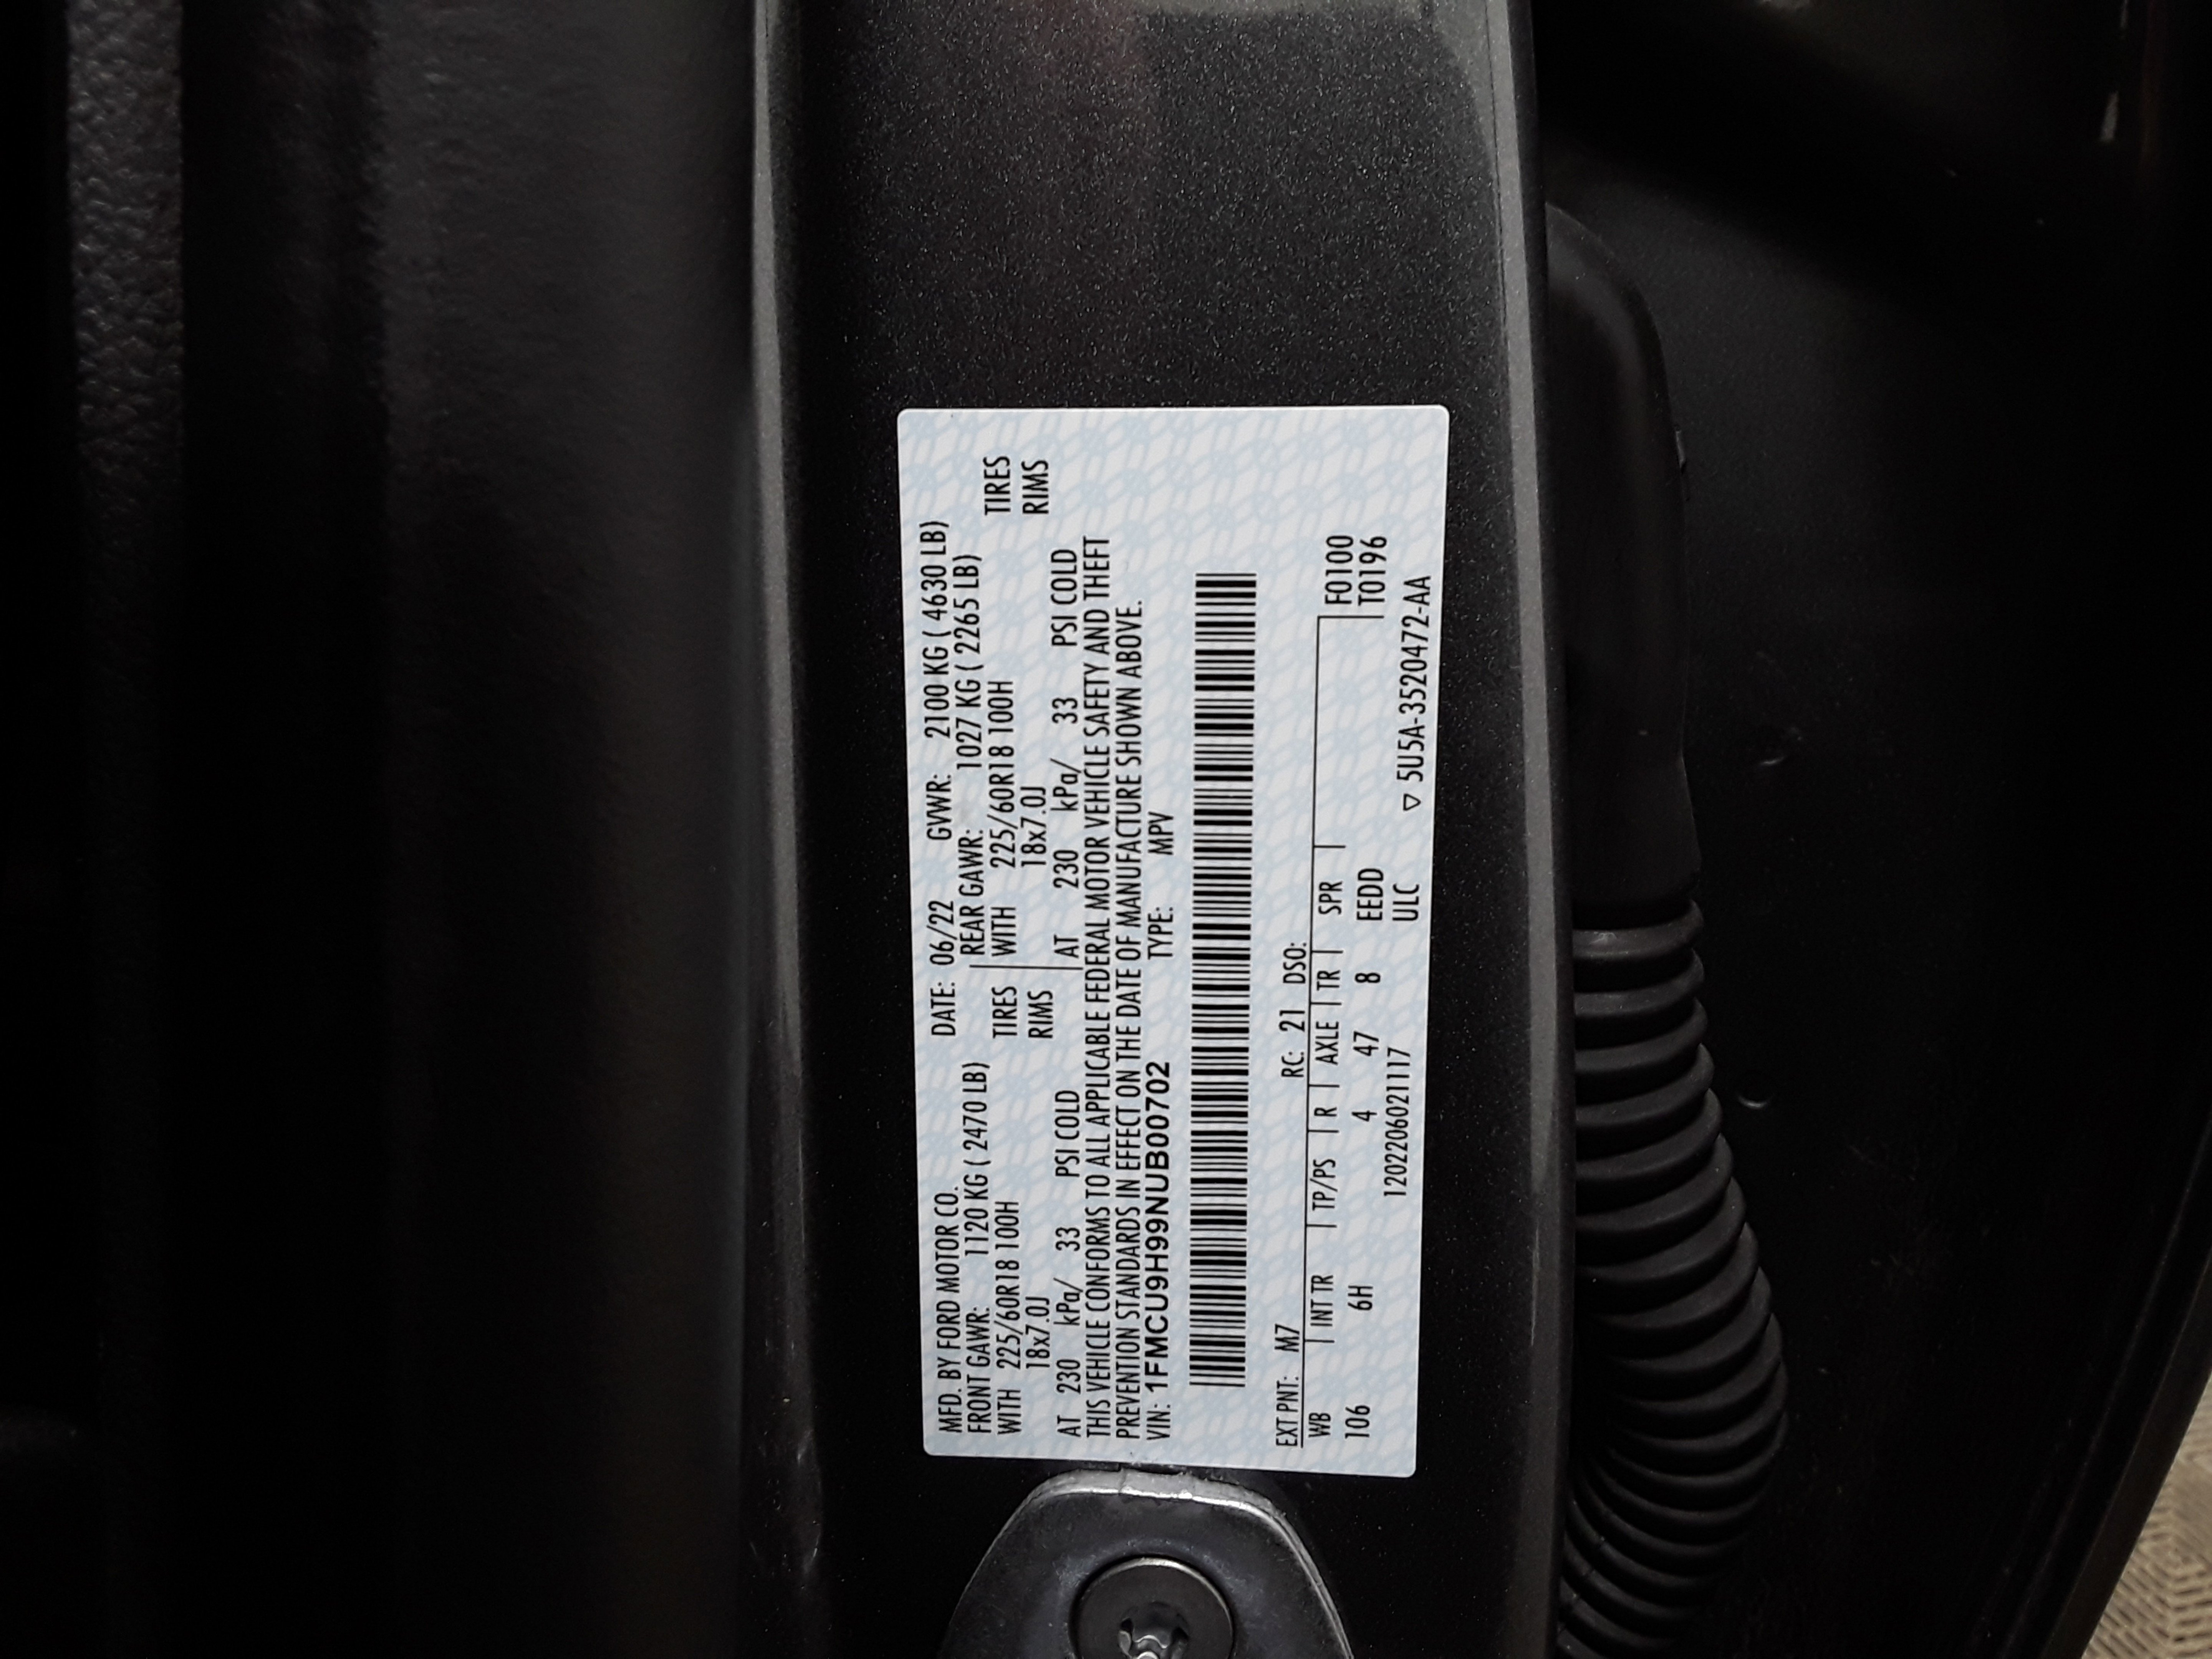 MFD. BY FORD MOTOR CO. DATE: 06/22 GVWR: 2100 KG ( 4630 LB)
FRONT GAWR: 1120 KG ( 2470 LB) REAR GAWR: 1027 KG ( 2265 LB)
WITH 225/60R18 100H TIRES WITH 225/60R18 100H TIRES
18x7.0J RIMS 18x7.0J RIMS
AT 230 kPa/ 33 PSI COLD AT 230 kPa/ 33 PSI COLD
THIS VEHICLE CONFORMS TO ALL APPLICABLE FEDERAL MOTOR VEHICLE SAFETY AND THEFT
PREVENTION STANDARDS IN EFFECT ON THE DATE OF MANUFACTURE SHOWN ABOVE.
VIN: 1FMCU9H99NUB00702 TYPE: MPV
EXT PNT: M7 RC: 21 DSO:
WB | INT TR | TP/PS | R | AXLE | TR | SPR | F0100
106 6H 4 47 8 EEDD T0196
1202206021117 ULC
▽ 5U5A-3520472-AA